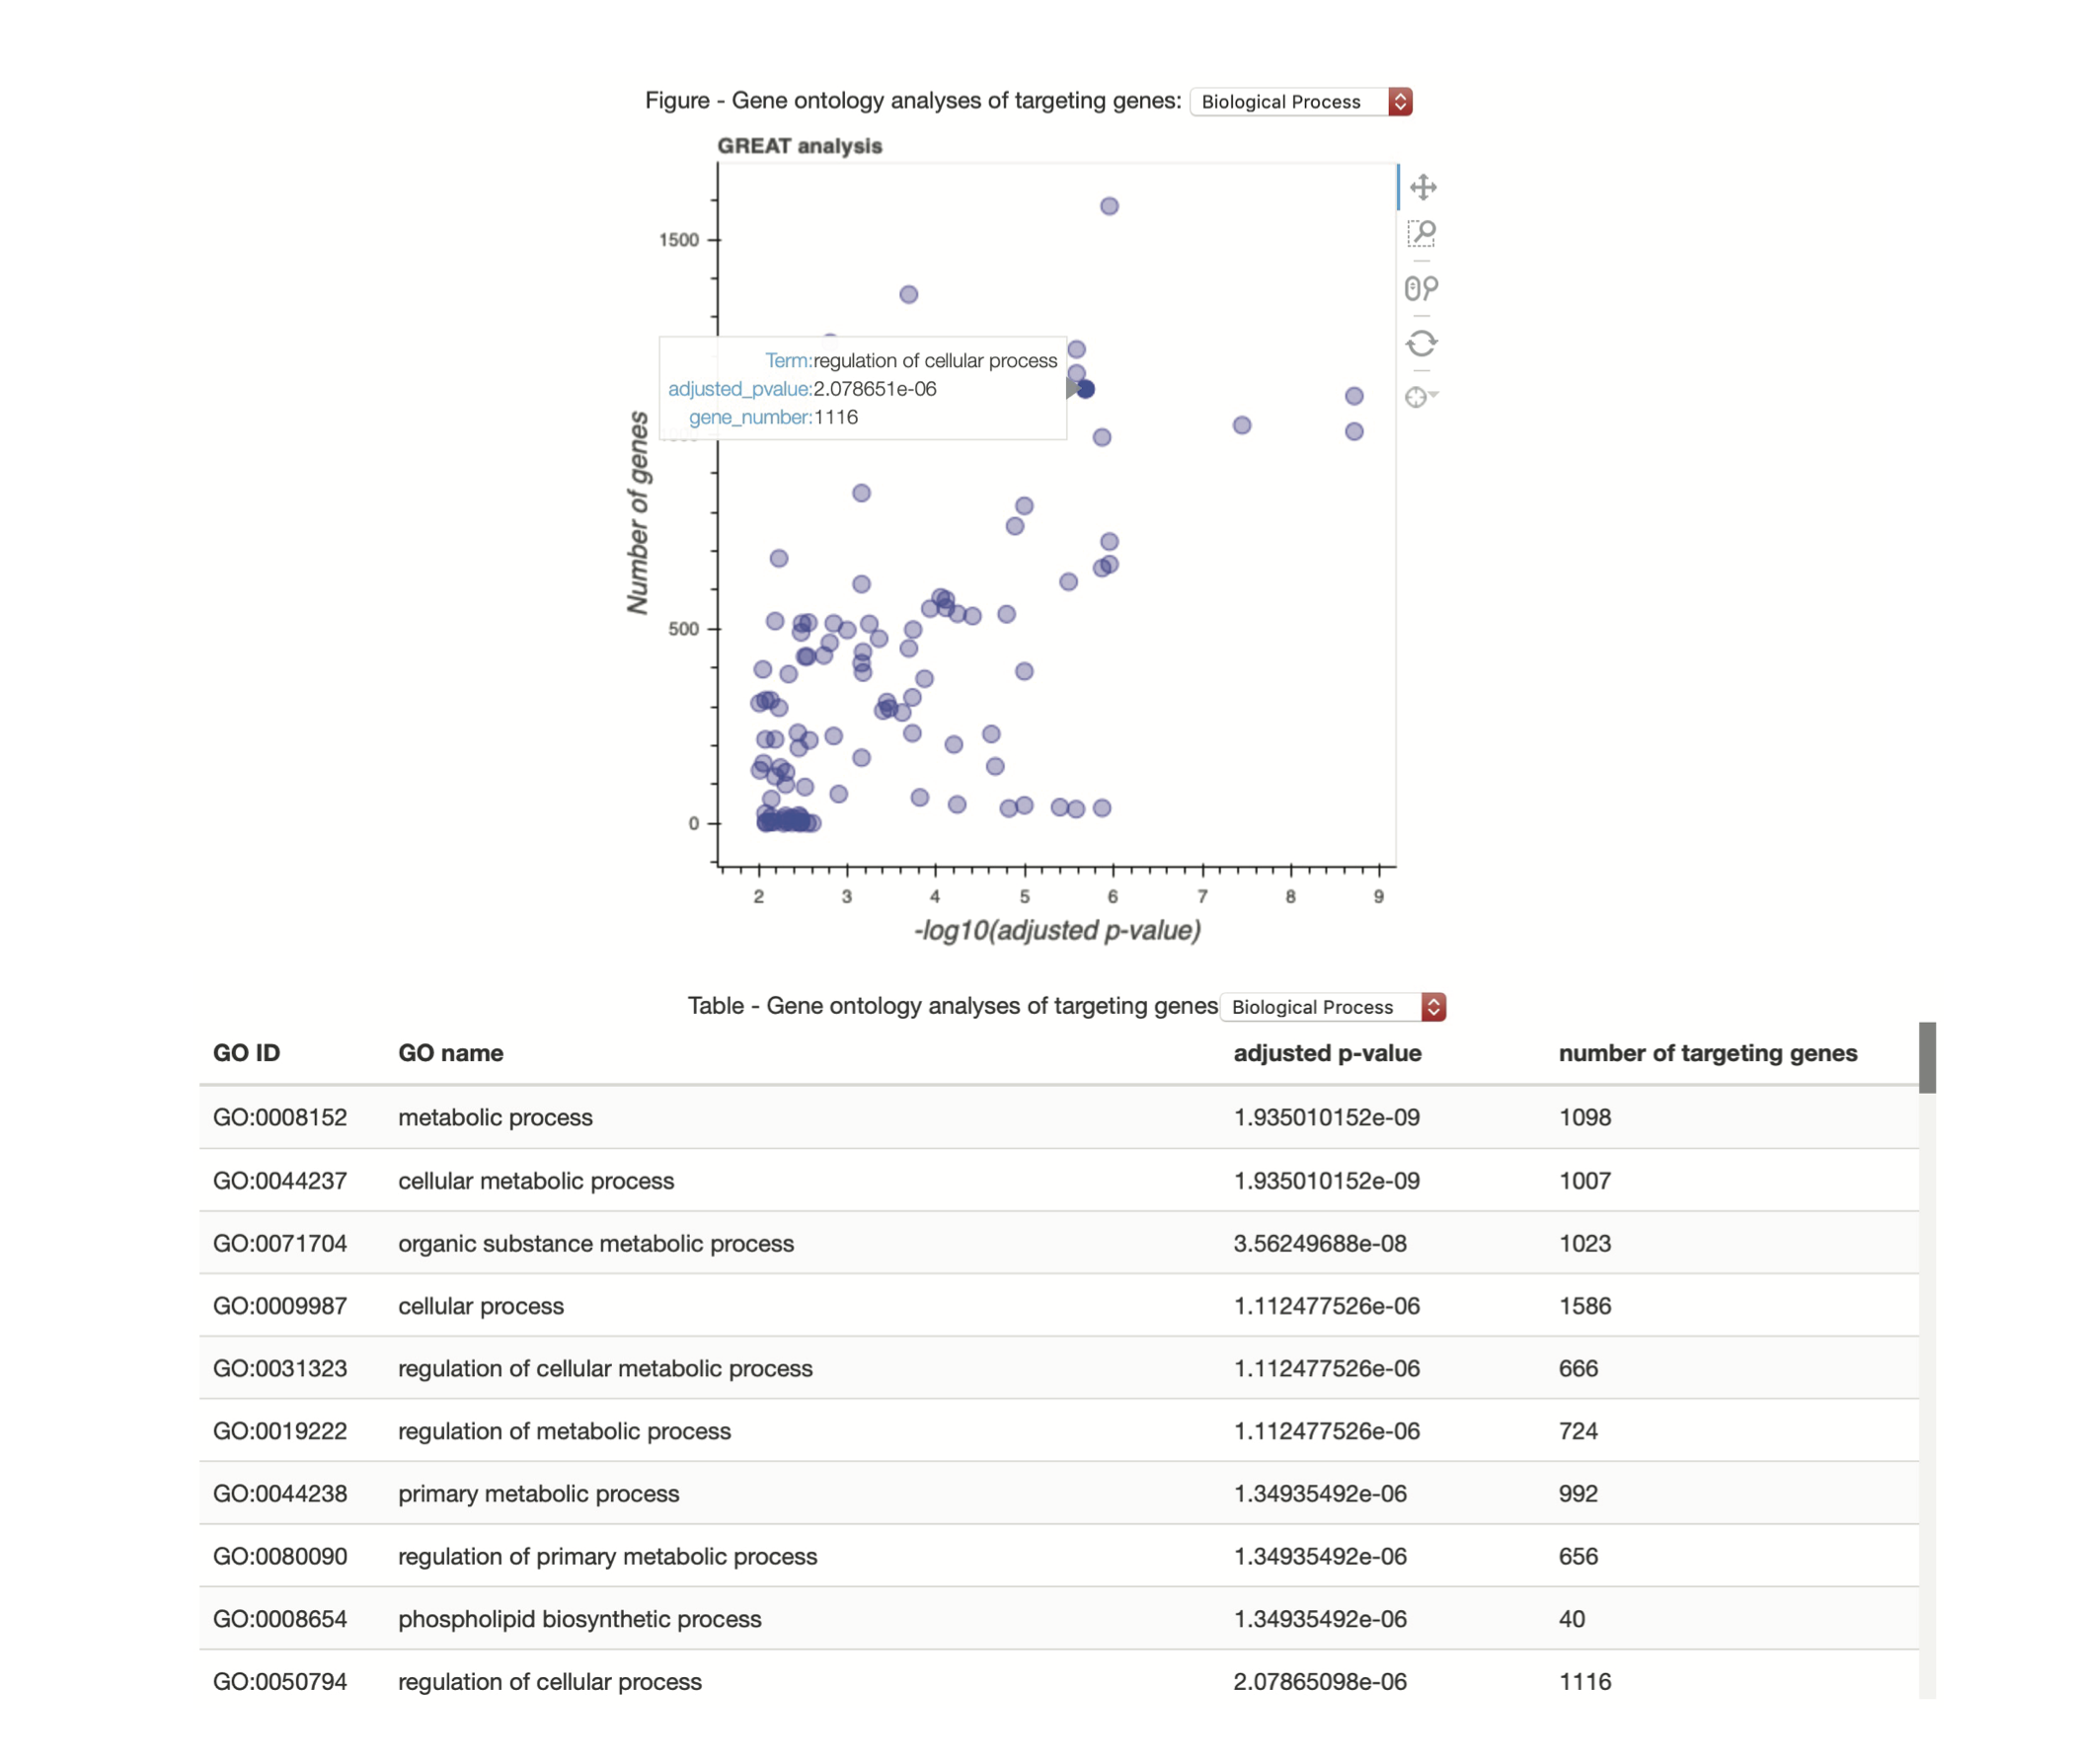 Figure - Gene ontology analyses of targeting genes: Biological Process
GREAT analysis
1500
Term:regulation of cellular process
adjusted_pvalue:2.078651e-06
gene_number:1116
Number of genes
500
0
2 3 4 5 6 7 8 9
-log10(adjusted p-value)
Table - Gene ontology analyses of targeting genes Biological Process
GO ID GO name adjusted p-value number of targeting genes
GO:0008152 metabolic process 1.935010152e-09 1098
GO:0044237 cellular metabolic process 1.935010152e-09 1007
GO:0071704 organic substance metabolic process 3.56249688e-08 1023
GO:0009987 cellular process 1.112477526e-06 1586
GO:0031323 regulation of cellular metabolic process 1.112477526e-06 666
GO:0019222 regulation of metabolic process 1.112477526e-06 724
GO:0044238 primary metabolic process 1.34935492e-06 992
GO:0080090 regulation of primary metabolic process 1.34935492e-06 656
GO:0008654 phospholipid biosynthetic process 1.34935492e-06 40
GO:0050794 regulation of cellular process 2.07865098e-06 1116